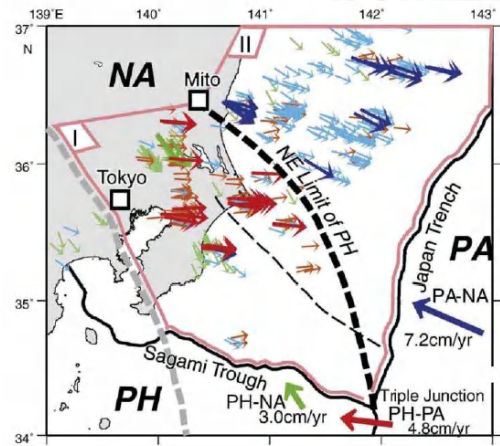 139° 140° 141° 142° 143°
37°
N
II
NA
Mito
I
36°
Tokyo
NE Limit of PH
Japan Trench
PA
35°
PA-NA
7.2cm/yr
Sagami Trough
PH
PH-NA
3.0cm/yr
Triple Junction
PH-PA
4.8cm/yr
34°